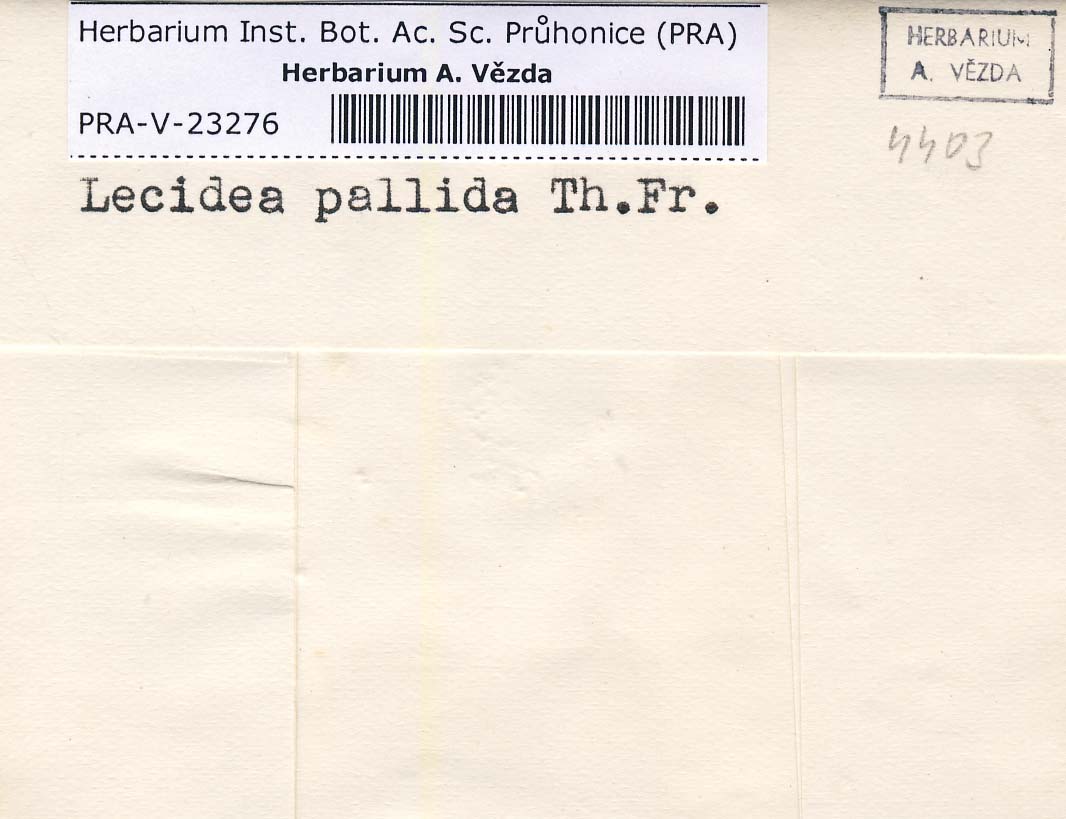 Herbarium Inst. Bot. Ac. Sc. Průhonice (PRA)
Herbarium A. Vězda
PRA-V-23276
HERBARIUM
A. VĚZDA
4403
Lecidea pallida Th.Fr.